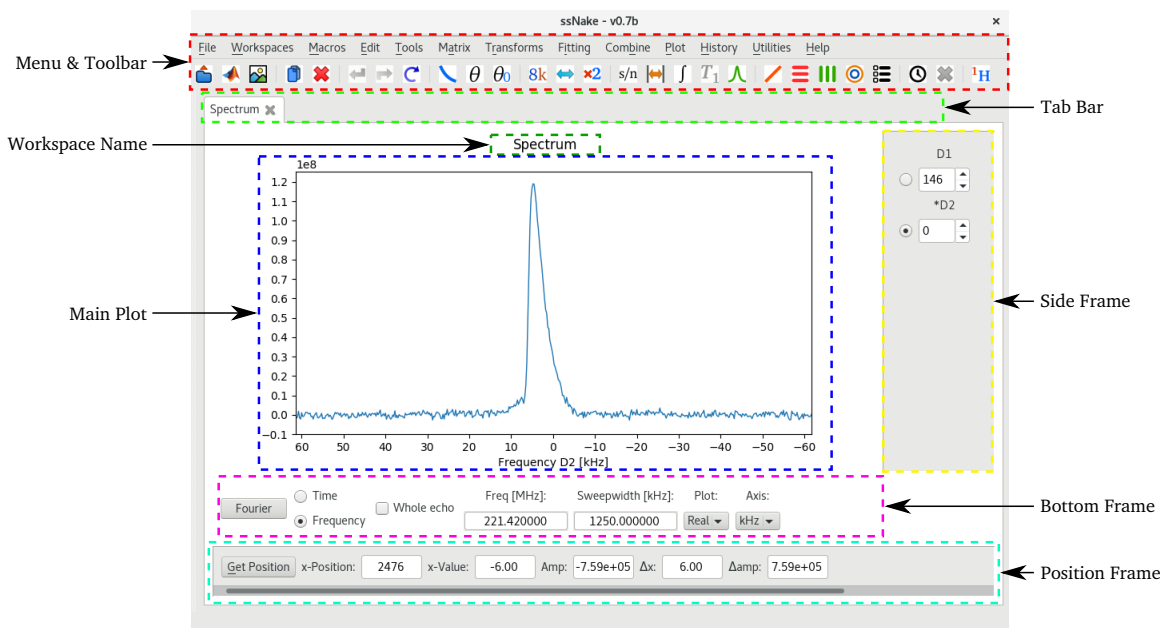 ssNake - v0.7b
×
File Workspaces Macros Edit Tools Matrix Transforms Fitting Combine Plot History Utilities Help
Menu & Toolbar
θ θ0 8k ×2 s/n ∫ T1 1H
Spectrum
Tab Bar
Workspace Name
Spectrum
1e8
D1
146
*D2
0
1.2
1.1
1.0
0.9
0.8
0.7
0.6
0.5
0.4
0.3
0.2
0.1
0.0
−0.1
Main Plot
Side Frame
60 50 40 30 20 10 0 −10 −20 −30 −40 −50 −60
Frequency D2 [kHz]
Fourier
Time
Frequency
Whole echo
Freq [MHz]: Sweepwidth [kHz]: Plot: Axis:
221.420000 1250.000000 Real kHz
Bottom Frame
Get Position x-Position: 2476 x-Value: -6.00 Amp: -7.59e+05 Δx: 6.00 Δamp: 7.59e+05
Position Frame